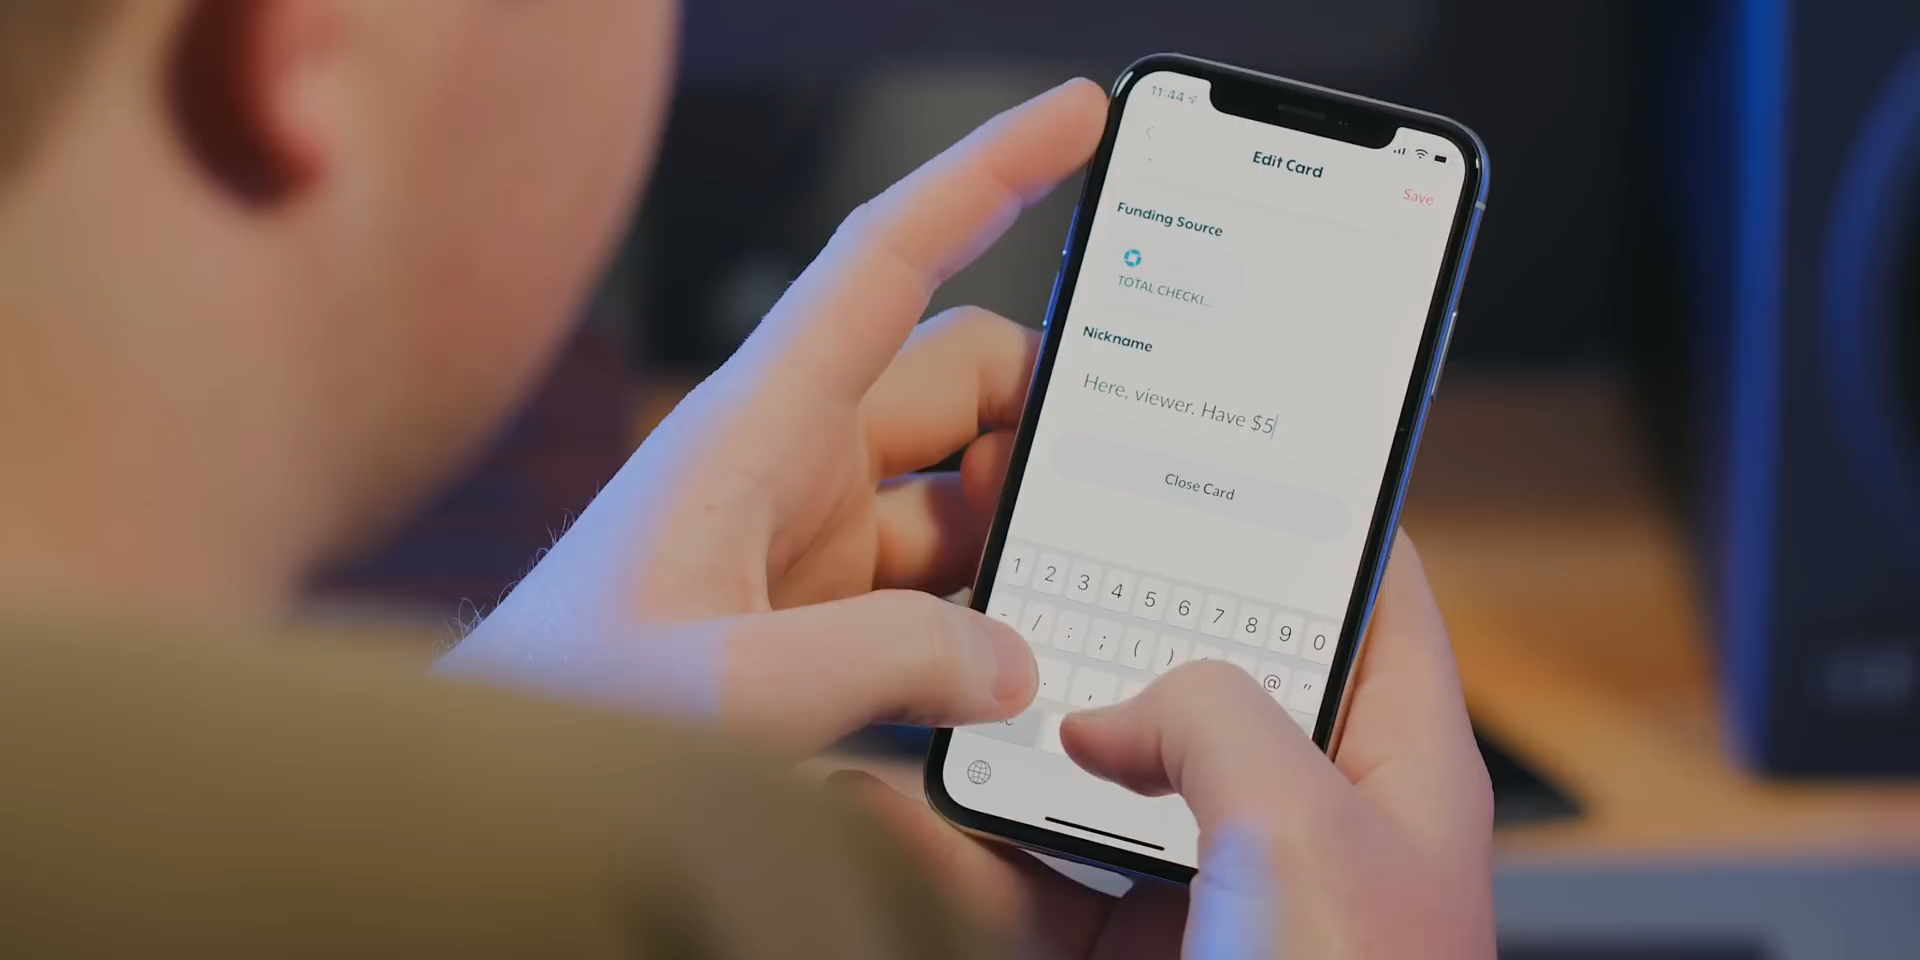 11:44
Edit Card
Save
Funding Source
TOTAL CHECKI...
Nickname
Here, viewer. Have $5
Close Card
1 2 3 4 5 6 7 8 9 0
- / : ; ( ) @ "
. ,